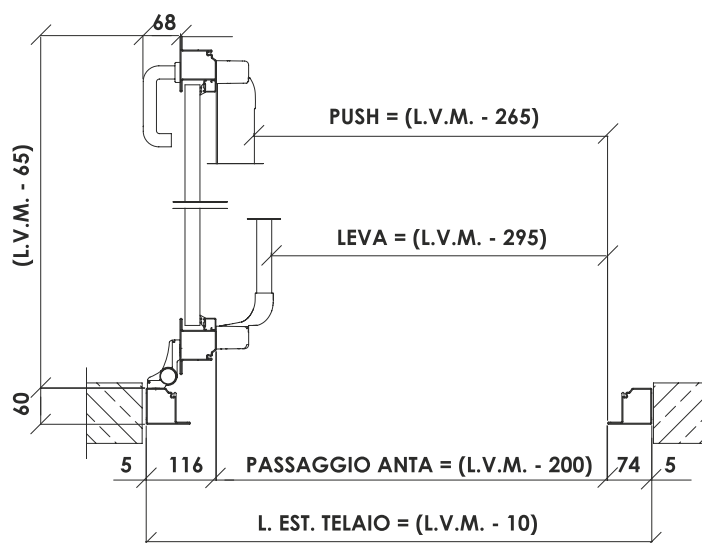 68
PUSH = (L.V.M. - 265)
(L.V.M. - 65)
LEVA = (L.V.M. - 295)
60
5 116 PASSAGGIO ANTA = (L.V.M. - 200) 74 5
L. EST. TELAIO = (L.V.M. - 10)